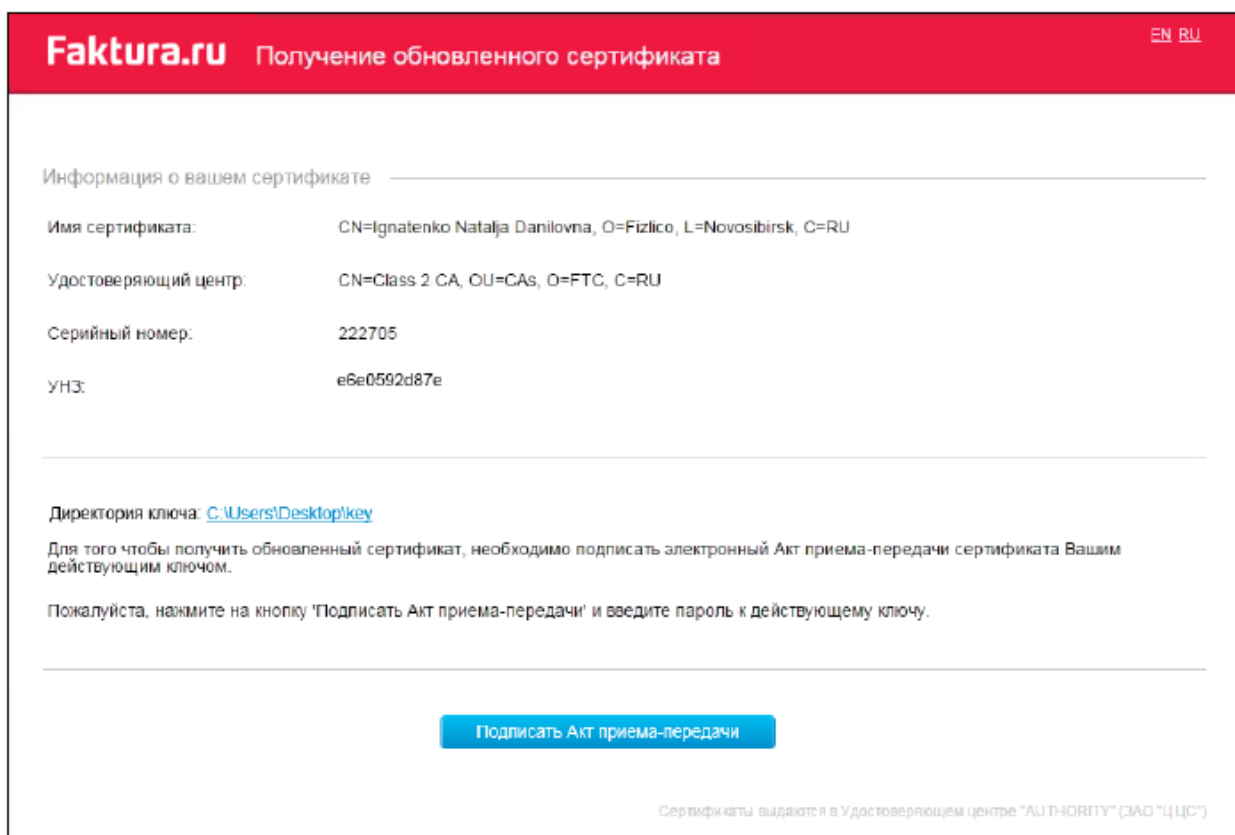 Faktura.ru Получение обновленного сертификата EN RU
Информация о вашем сертификате
Имя сертификата: CN=Ignatenko Natalja Danilovna, O=Fizlico, L=Novosibirsk, C=RU
Удостоверяющий центр: CN=Class 2 CA, OU=CAs, O=FTC, C=RU
Серийный номер: 222705
УНЗ: e6e0592d87e
Директория ключа: C:\Users\Desktop\key
Для того чтобы получить обновленный сертификат, необходимо подписать электронный Акт приема-передачи сертификата Вашим
действующим ключом.
Пожалуйста, нажмите на кнопку 'Подписать Акт приема-передачи' и введите пароль к действующему ключу.
Подписать Акт приема-передачи
Сертификаты выдаются в Удостоверяющем центре "AUTHORITY" (ЗАО "ЦЦС")